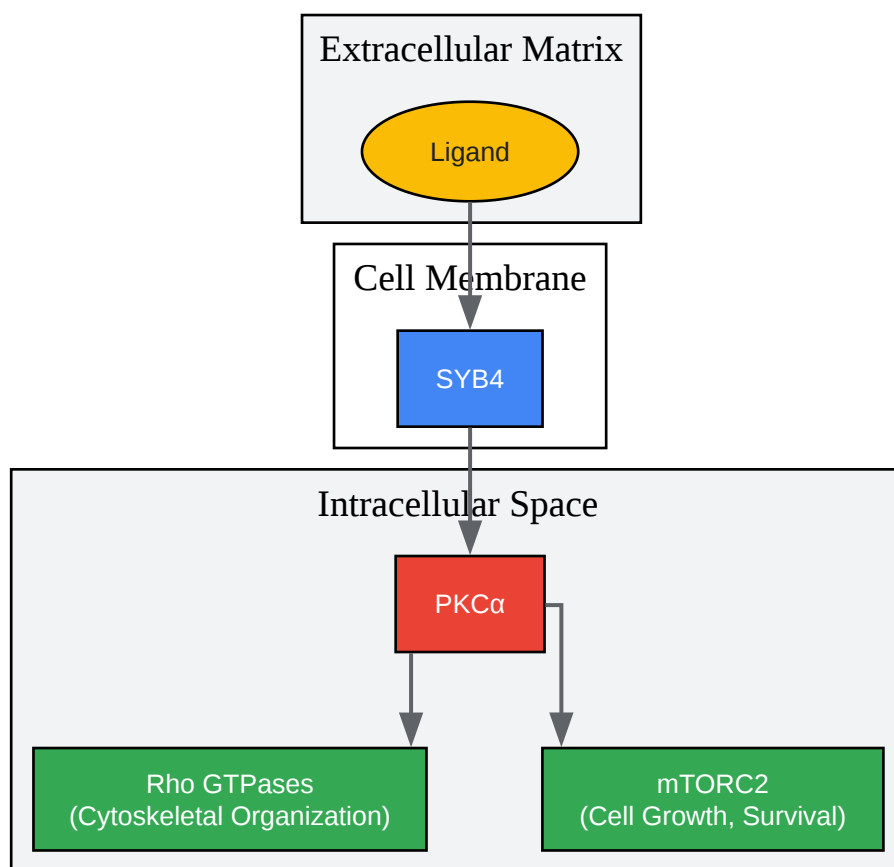 Extracellular Matrix
Ligand
Cell Membrane
SYB4
Intracellular Space
PKCα
Rho GTPases
(Cytoskeletal Organization)
mTORC2
(Cell Growth, Survival)